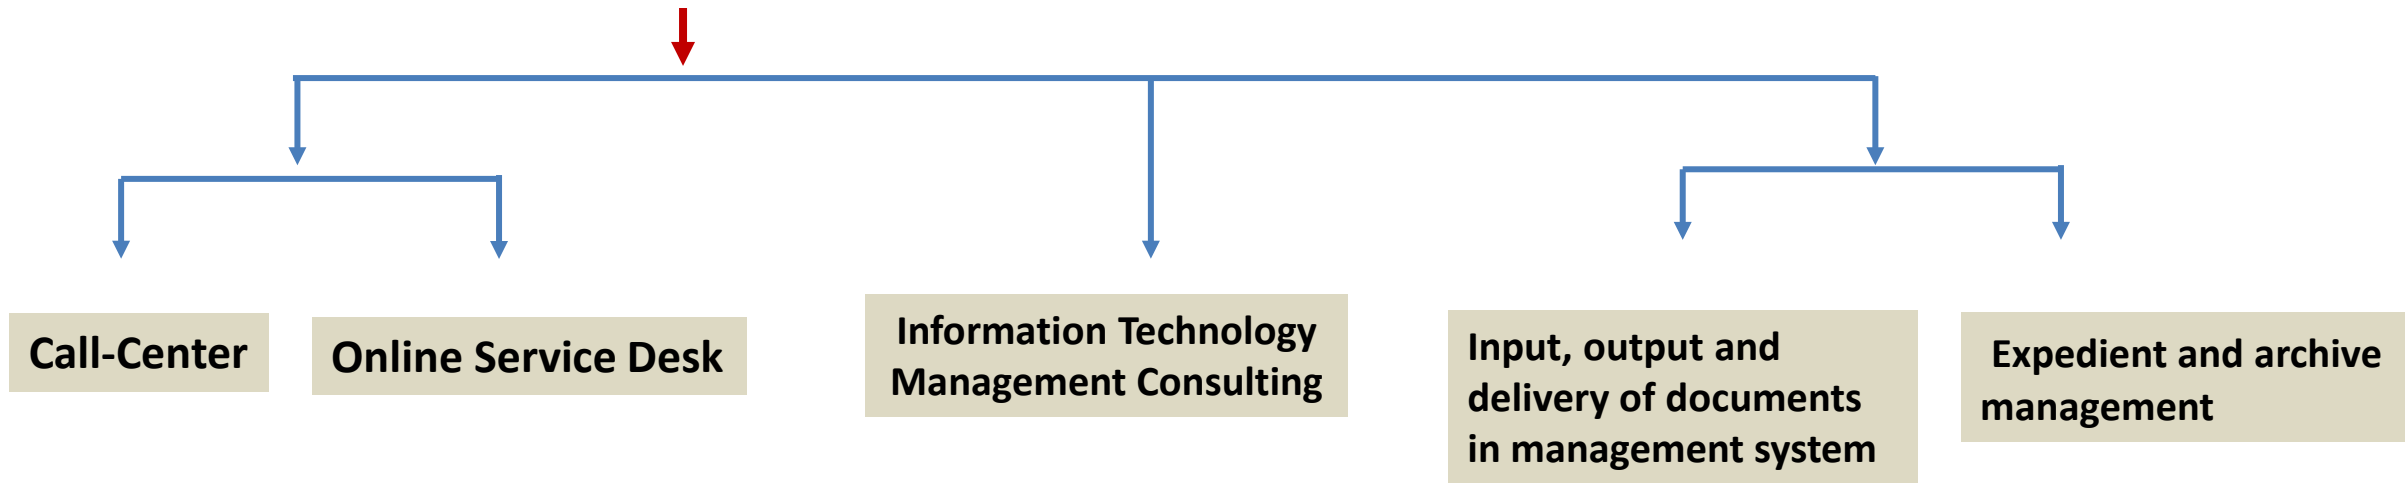 Call-Center
Online Service Desk
Information Technology
Management Consulting
Input, output and
delivery of documents
in management system
Expedient and archive
management